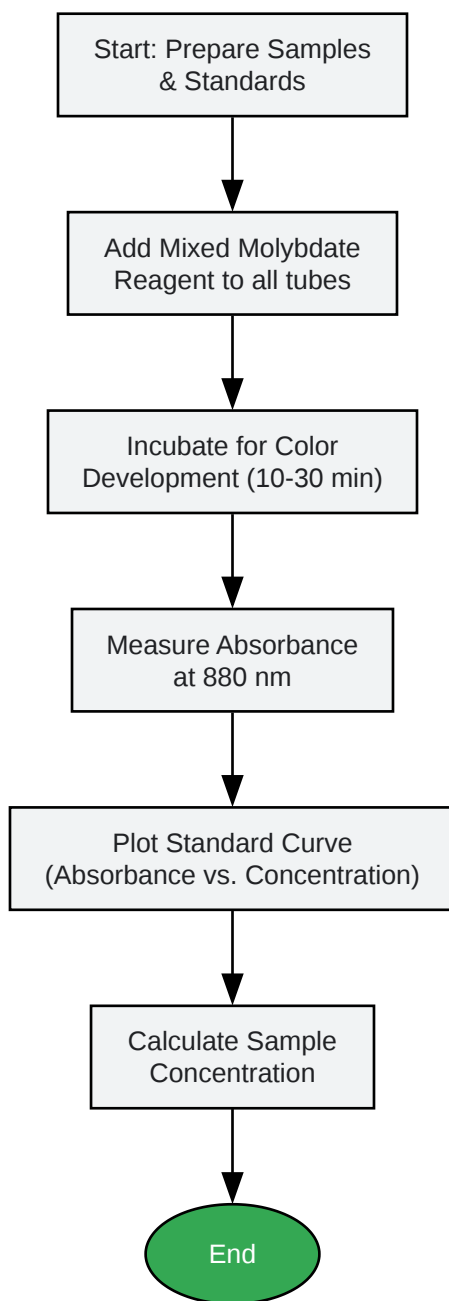 Start: Prepare Samples
& Standards
Add Mixed Molybdate
Reagent to all tubes
Incubate for Color
Development (10-30 min)
Measure Absorbance
at 880 nm
Plot Standard Curve
(Absorbance vs. Concentration)
Calculate Sample
Concentration
End